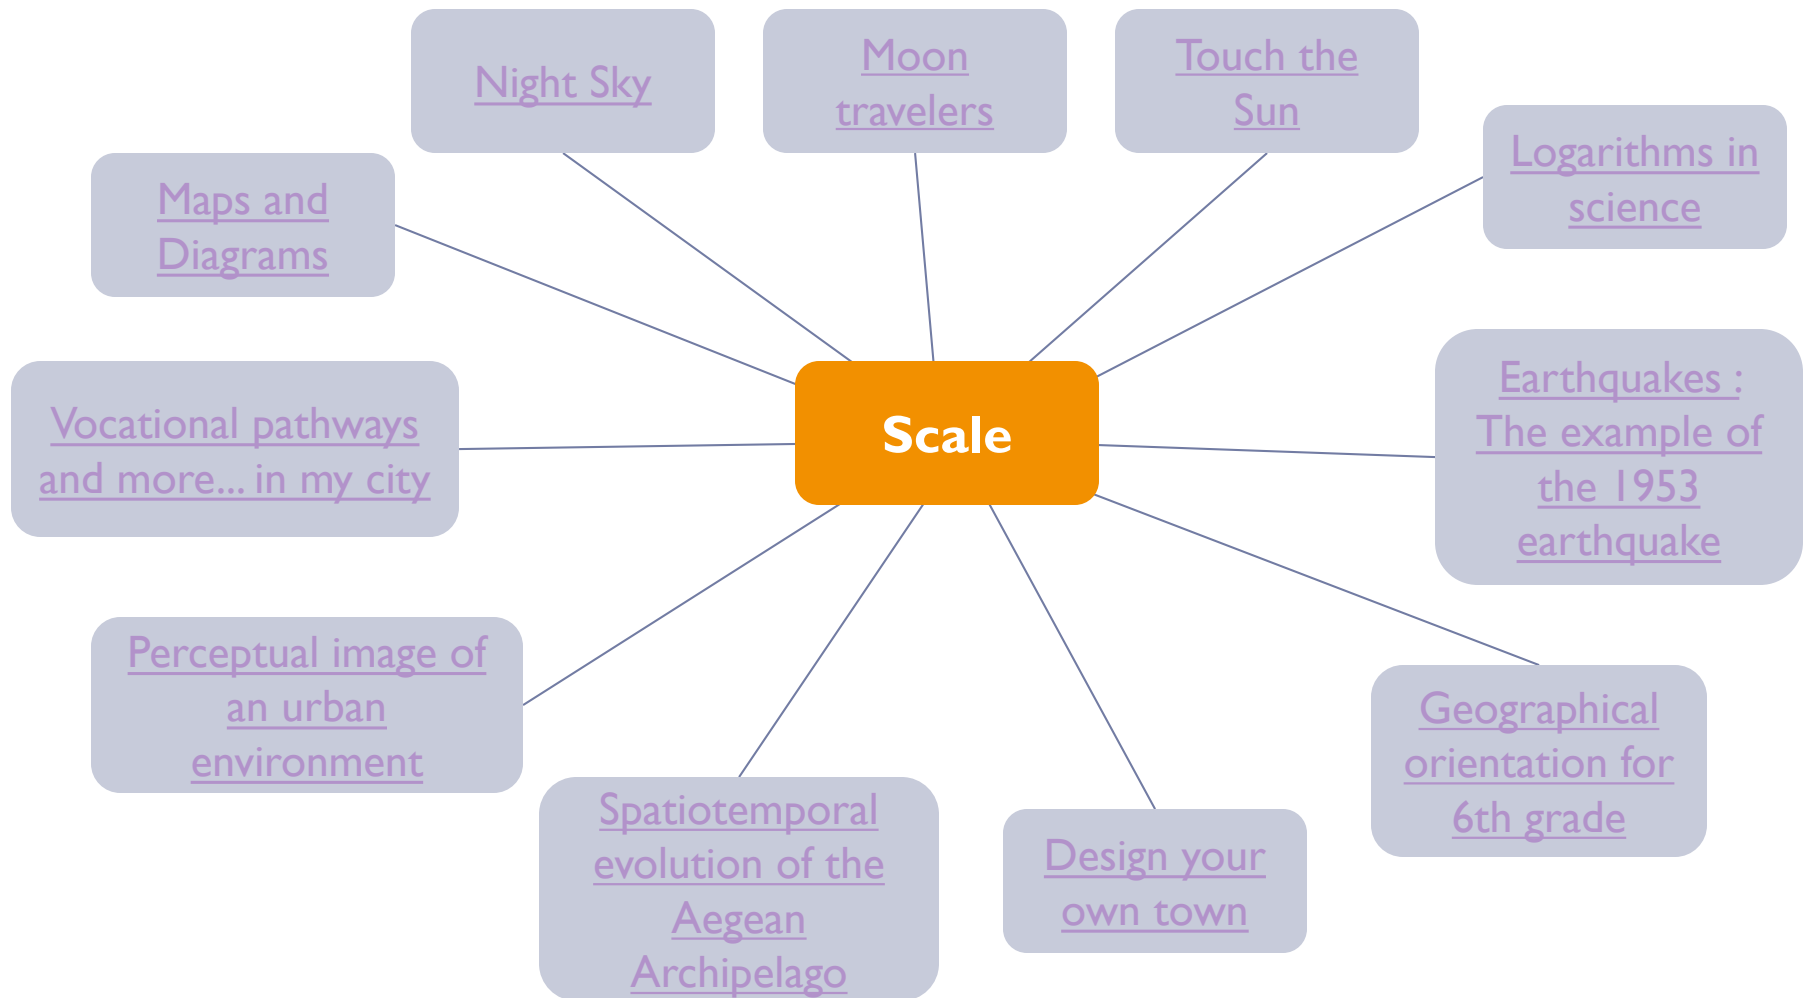 Night Sky
Moon
travelers
Touch the
Sun
Logarithms in
science
Maps and
Diagrams
Scale
Earthquakes :
The example of
the 1953
earthquake
Vocational pathways
and more... in my city
Perceptual image of
an urban
environment
Geographical
orientation for
6th grade
Spatiotemporal
evolution of the
Aegean
Archipelago
Design your
own town